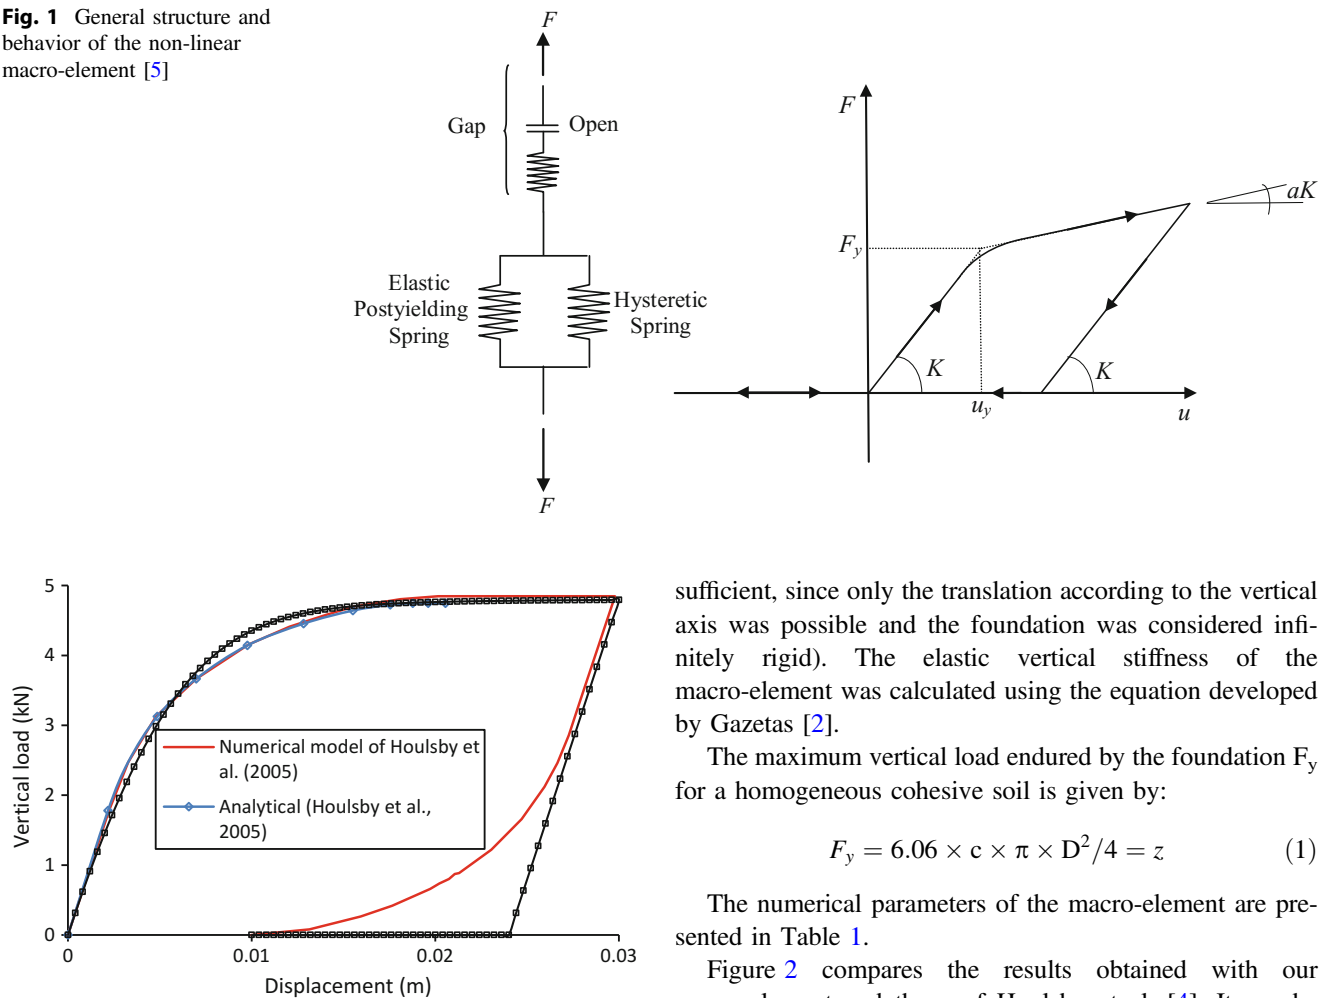 Fig. 1 General structure and
behavior of the non-linear
macro-element [5]
F
Gap
Open
Elastic
Postyielding
Spring
Hysteretic
Spring
F
F
aK
Fy
K
K
uy
u
5
4
3
2
1
0
Vertical load (kN)
Numerical model of Houlsby et
al. (2005)
Analytical (Houlsby et al.,
2005)
0
0.01
0.02
0.03
Displacement (m)
sufficient, since only the translation according to the vertical
axis was possible and the foundation was considered infi-
nitely rigid). The elastic vertical stiffness of the
macro-element was calculated using the equation developed
by Gazetas [2].
The maximum vertical load endured by the foundation Fy
for a homogeneous cohesive soil is given by:
Fy = 6.06 × c × π × D²/4 = z (1)
The numerical parameters of the macro-element are pre-
sented in Table 1.
Figure 2 compares the results obtained with our